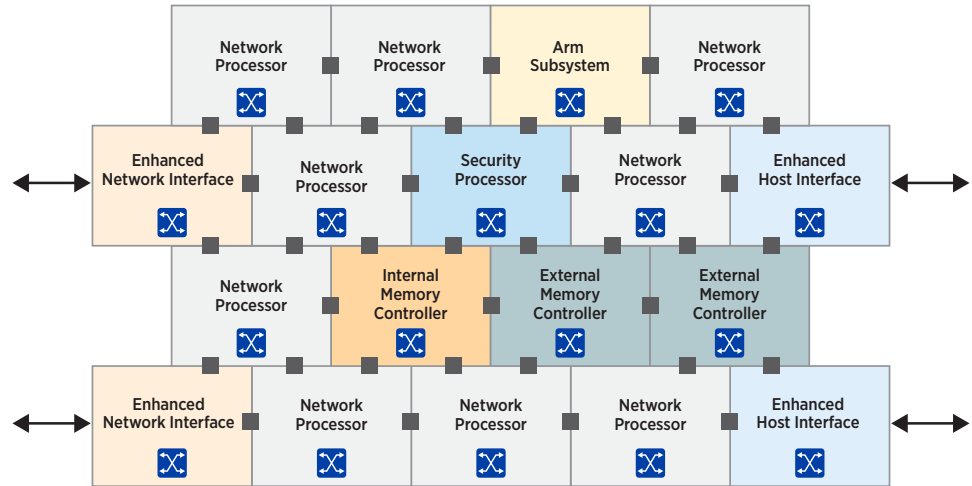 Network
Processor
Network
Processor
Arm
Subsystem
Network
Processor
Enhanced
Network Interface
Network
Processor
Security
Processor
Network
Processor
Enhanced
Host Interface
Network
Processor
Internal
Memory
Controller
External
Memory
Controller
External
Memory
Controller
Enhanced
Network Interface
Network
Processor
Network
Processor
Network
Processor
Enhanced
Host Interface